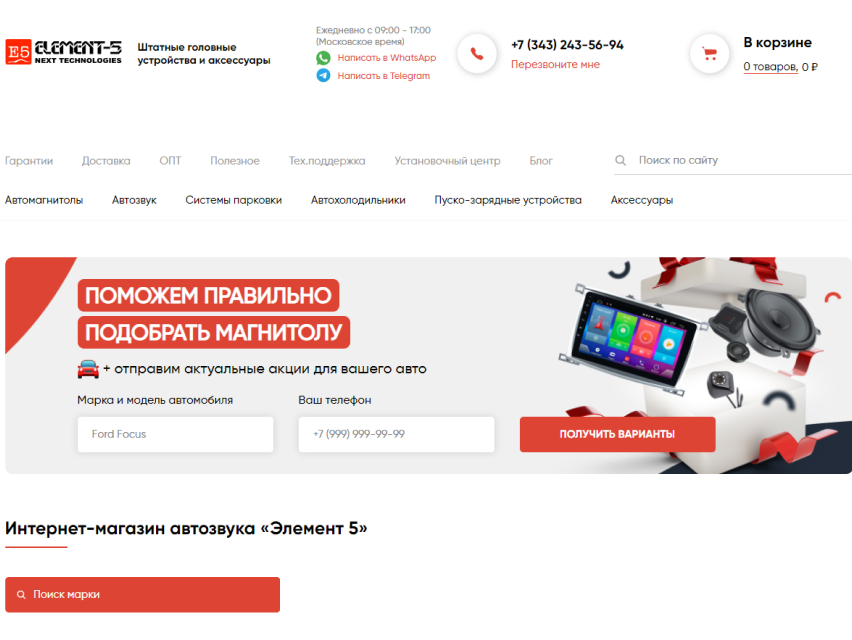 E5 ELEMENT-5
NEXT TECHNOLOGIES
Штатные головные
устройства и аксессуары
Ежедневно с 09:00 - 17:00
(Московское время)
Написать в WhatsApp
Написать в Telegram
+7 (343) 243-56-94
Перезвоните мне
В корзине
0 товаров, 0 ₽
Гарантии Доставка ОПТ Полезное Тех.поддержка Установочный центр Блог Поиск по сайту
Автомагнитолы Автозвук Системы парковки Автохолодильники Пуско-зарядные устройства Аксессуары
ПОМОЖЕМ ПРАВИЛЬНО
ПОДОБРАТЬ МАГНИТОЛУ
+ отправим актуальные акции для вашего авто
Марка и модель автомобиля Ваш телефон
Ford Focus +7 (999) 999-99-99 ПОЛУЧИТЬ ВАРИАНТЫ
Интернет-магазин автозвука «Элемент 5»
Поиск марки